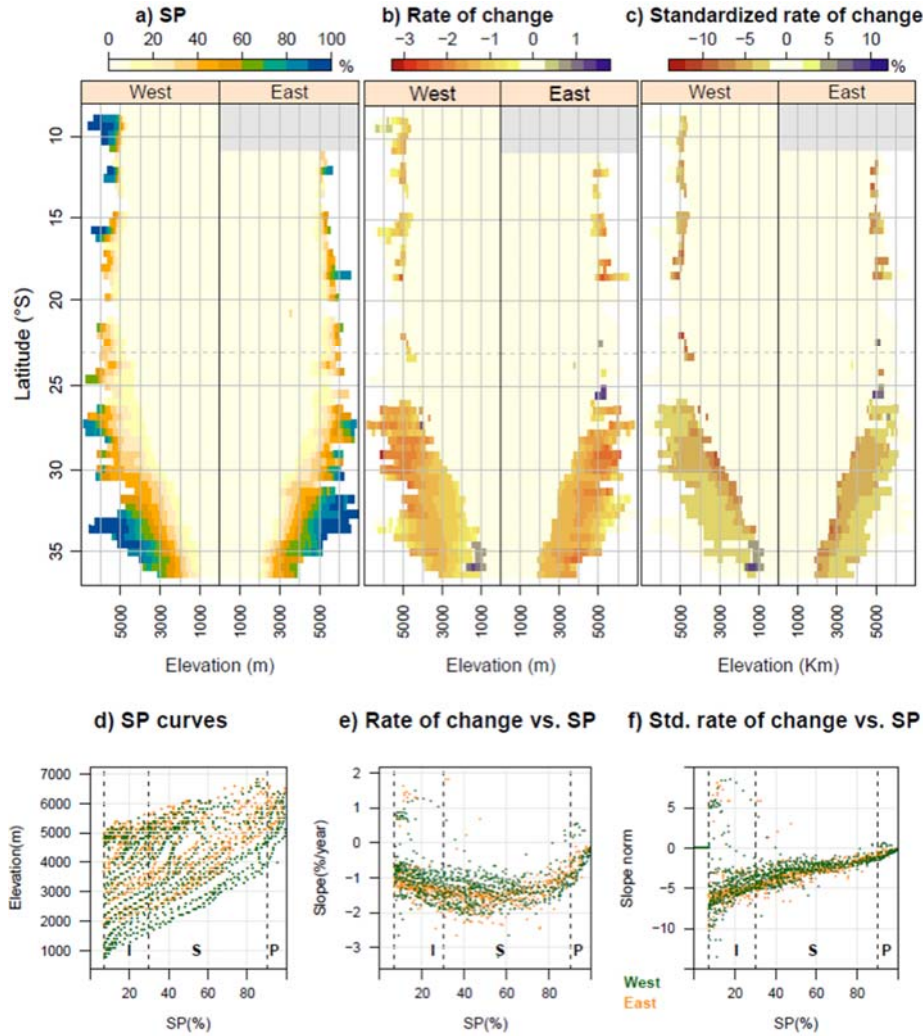 a) SP
b) Rate of change
c) Standardized rate of change
0 20 40 60 80 100 %
−3 −2 −1 0 1 %
−10 −5 0 5 10 %
West East
West East
West East
Latitude (°S)
10
15
20
25
30
35
5000 3000 1000 1000 3000 5000
5000 3000 1000 1000 3000 5000
5000 3000 1000 1000 3000 5000
Elevation (m)
Elevation (m)
Elevation (Km)
d) SP curves
e) Rate of change vs. SP
f) Std. rate of change vs. SP
Elevation(m)
7000
6000
5000
4000
3000
2000
1000
I S P
20 40 60 80
SP(%)
Slope(%/year)
2
1
0
−1
−2
−3
I S P
20 40 60 80
SP(%)
Slope norm
5
0
−5
−10
I S P
20 40 60 80
SP(%)
West
East